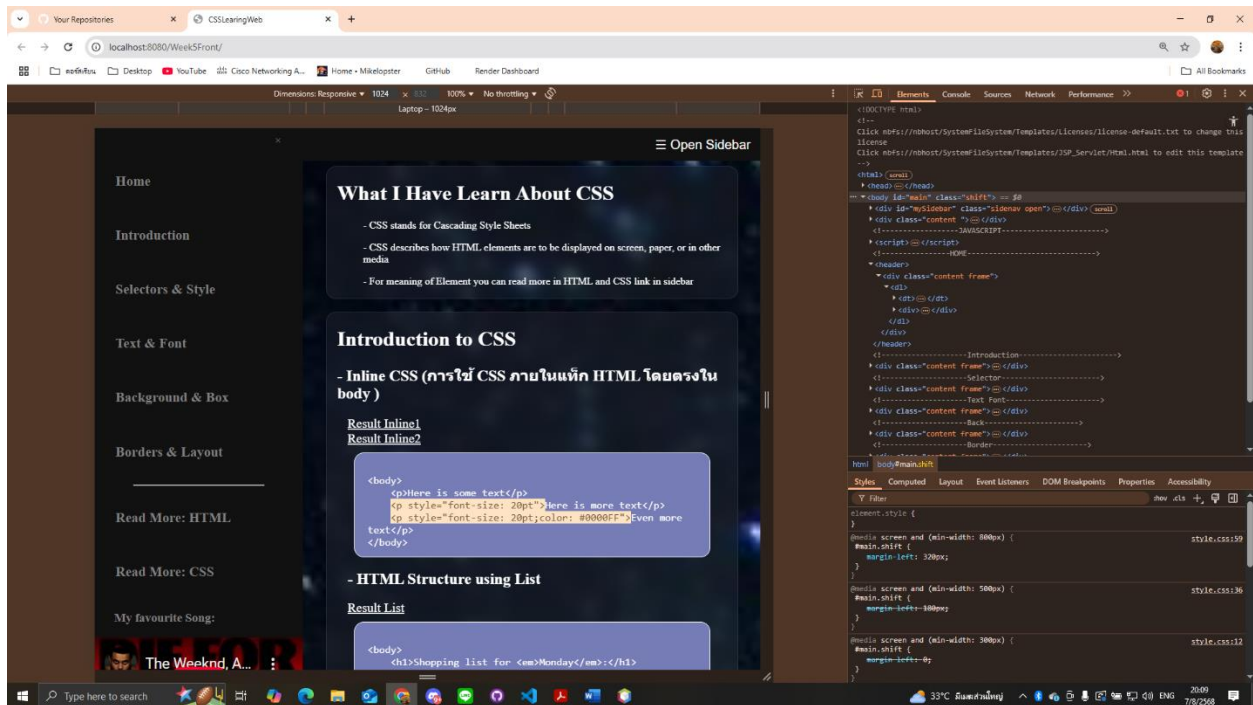 Your Repositories
CSSLearingWeb
localhost:8080/Week5Front/
Desktop
YouTube
Cisco Networking A...
Home • Mikelopster
GitHub
Render Dashboard
All Bookmarks
Dimensions: Responsive 1024 x 832 100% No throttling
Laptop – 1024px
×
☰ Open Sidebar
Home
Introduction
Selectors & Style
Text & Font
Background & Box
Borders & Layout
Read More: HTML
Read More: CSS
My favourite Song:
The Weeknd, A...
What I Have Learn About CSS
- CSS stands for Cascading Style Sheets
- CSS describes how HTML elements are to be displayed on screen, paper, or in other
media
- For meaning of Element you can read more in HTML and CSS link in sidebar
Introduction to CSS
- Inline CSS (การใช้ CSS ภายในแท็ก HTML โดยตรงใน
body )
Result Inline1
Result Inline2
<body>
<p>Here is some text</p>
<p style="font-size: 20pt">Here is more text</p>
<p style="font-size: 20pt;color: #0000FF">Even more
text</p>
</body>
- HTML Structure using List
Result List
<body>
<h1>Shopping list for <em>Monday</em>:</h1>
Elements Console Sources Network Performance » 1
<!DOCTYPE html>
<!--
Click nbfs://nbhost/SystemFileSystem/Templates/Licenses/license-default.txt to change this
license
Click nbfs://nbhost/SystemFileSystem/Templates/JSP_Servlet/Html.html to edit this template
-->
<html> scroll
<head> </head>
<body id="main" class="shift"> == $0
<div id="mySidebar" class="sidenav open"> </div> scroll
<div class="content "> </div>
<!-------------------JAVASCRIPT----------------------->
<script> </script>
<!-----------------HOME-------------------------------->
<header>
<div class="content frame">
<dl>
<dt> </dt>
<div> </div>
</dl>
</div>
</header>
<!--------------------Introduction------------------------>
<div class="content frame"> </div>
<!--------------------Selector------------------------>
<div class="content frame"> </div>
<!--------------------Text Font----------------------->
<div class="content frame"> </div>
<!--------------------Back-------------------------->
<div class="content frame"> </div>
<!--------------------Border----------------------->
html body#main.shift
Styles Computed Layout Event Listeners DOM Breakpoints Properties Accessibility
Filter :hov .cls
element.style {
}
@media screen and (min-width: 800px) { style.css:59
#main.shift {
margin-left: 320px;
}
}
@media screen and (min-width: 500px) { style.css:36
#main.shift {
margin-left: 180px;
}
}
@media screen and (min-width: 300px) { style.css:12
#main.shift {
margin-left: 0;
}
Type here to search
33°C มีแดดส่วนใหญ่
ENG
20:09
7/8/2568